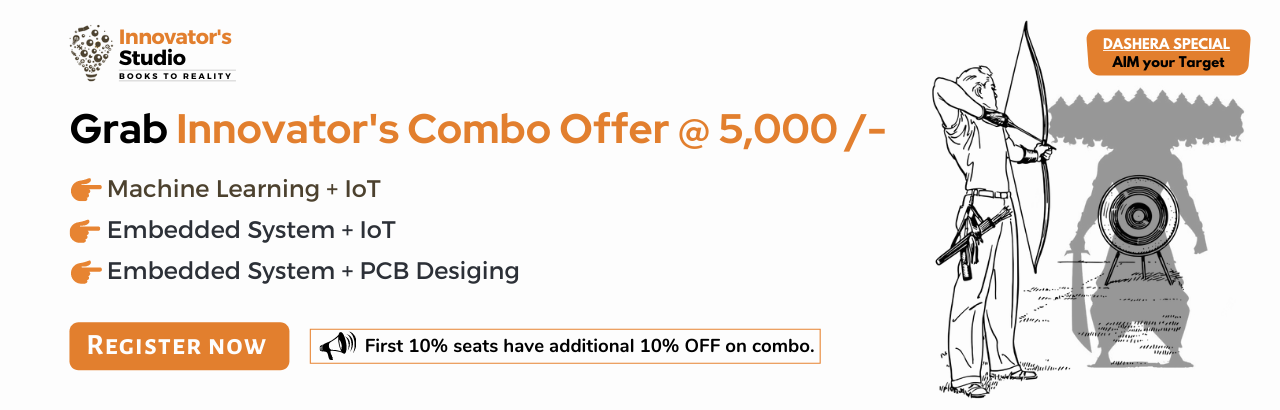 Innovator's
Studio
BOOKS TO REALITY
DASHERA SPECIAL
AIM your Target
Grab Innovator's Combo Offer @ 5,000 /-
Machine Learning + IoT
Embedded System + IoT
Embedded System + PCB Desiging
REGISTER NOW
First 10% seats have additional 10% OFF on combo.